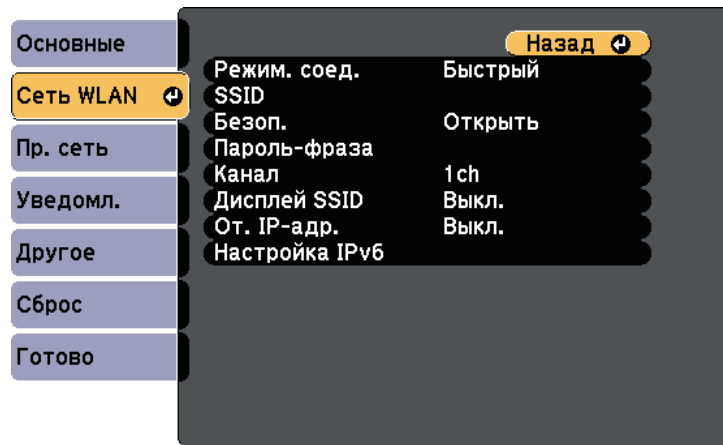 Основные
Сеть WLAN
Пр. сеть
Уведомл.
Другое
Сброс
Готово
Назад
Режим. соед. Быстрый
SSID
Безоп. Открыть
Пароль-фраза
Канал 1ch
Дисплей SSID Выкл.
От. IP-адр. Выкл.
Настройка IPv6